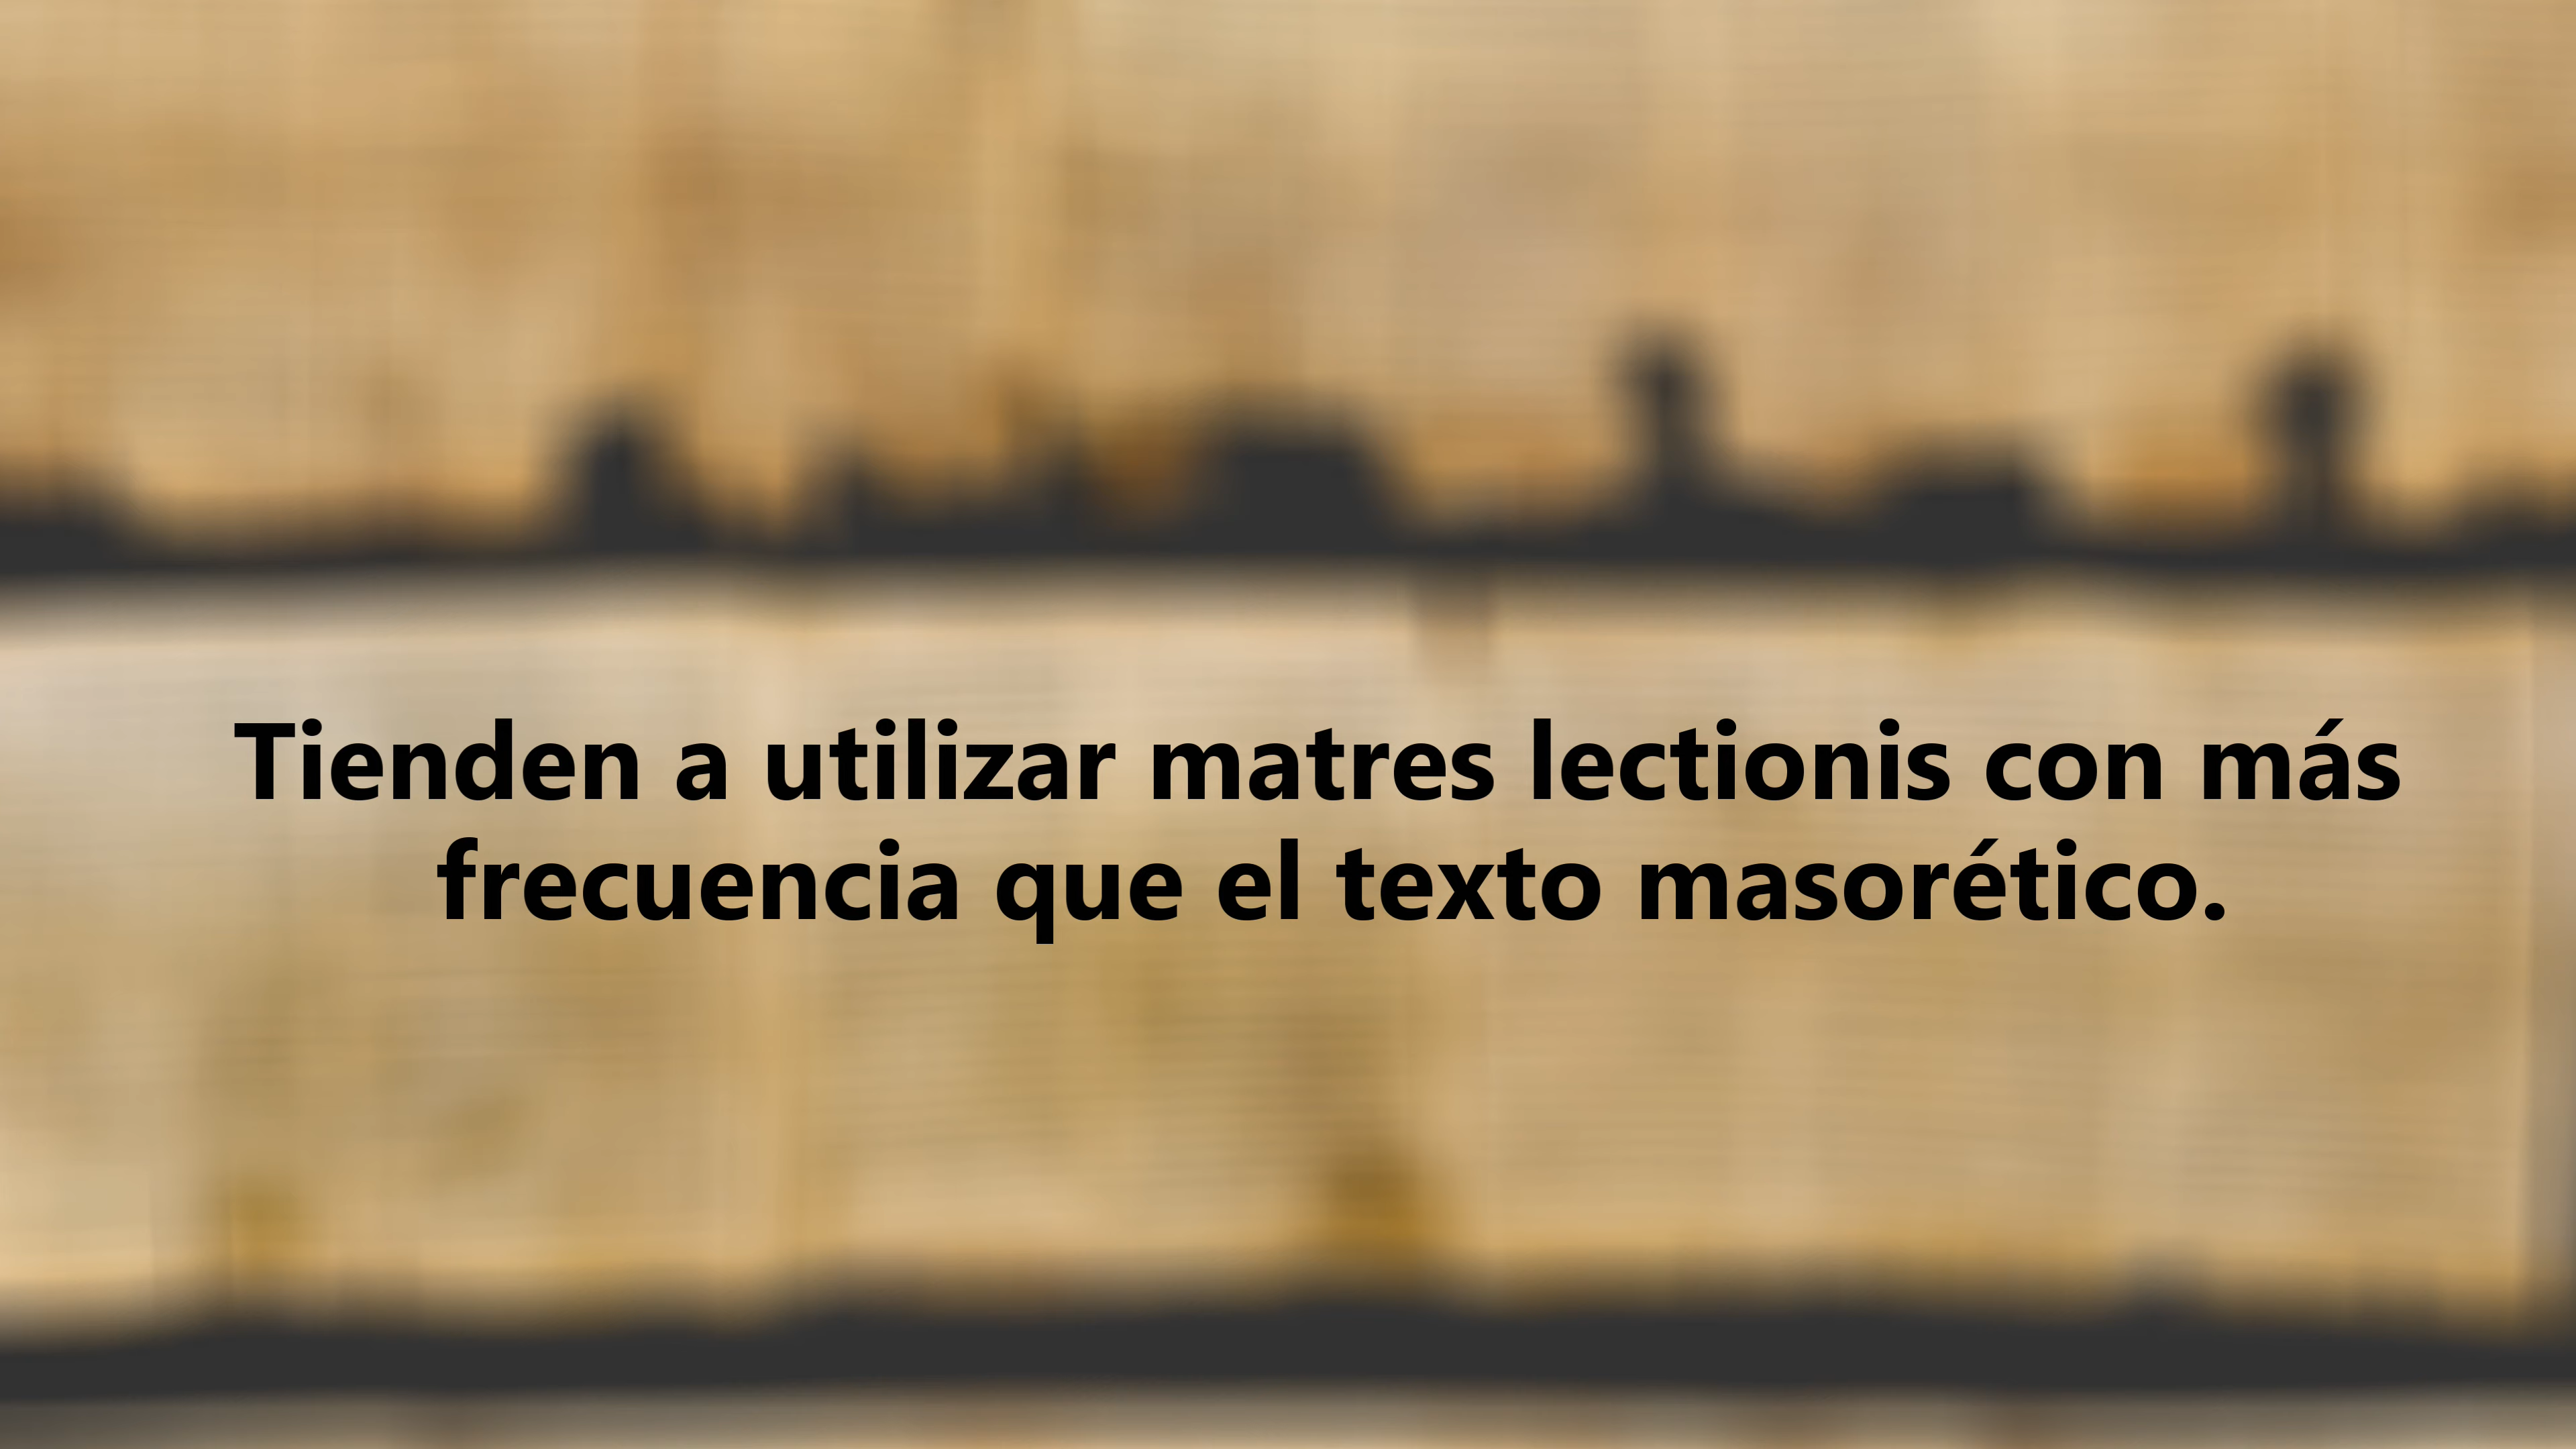 Tienden a utilizar matres lectionis con más
frecuencia que el texto masorético.